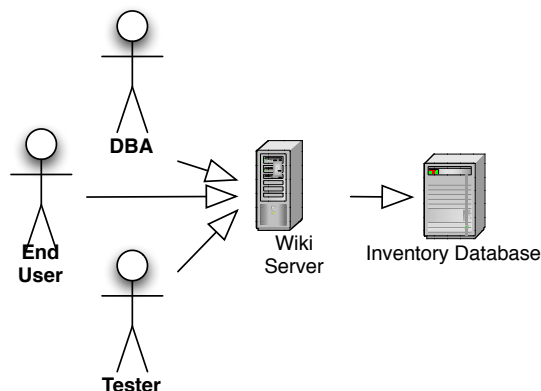 DBA
End
User
Wiki
Server
Inventory Database
Tester